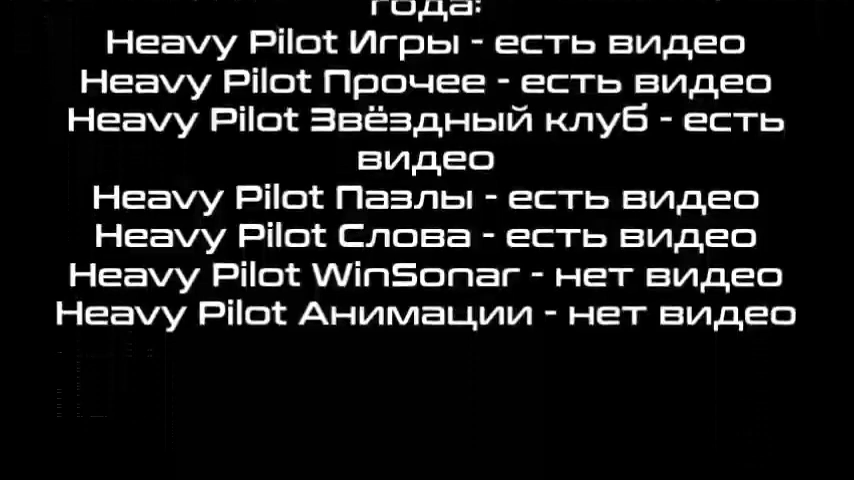 года:
Heavy Pilot Игры - есть видео
Heavy Pilot Прочее - есть видео
Heavy Pilot Звёздный клуб - есть
видео
Heavy Pilot Пазлы - есть видео
Heavy Pilot Слова - есть видео
Heavy Pilot WinSonar - нет видео
Heavy Pilot Анимации - нет видео